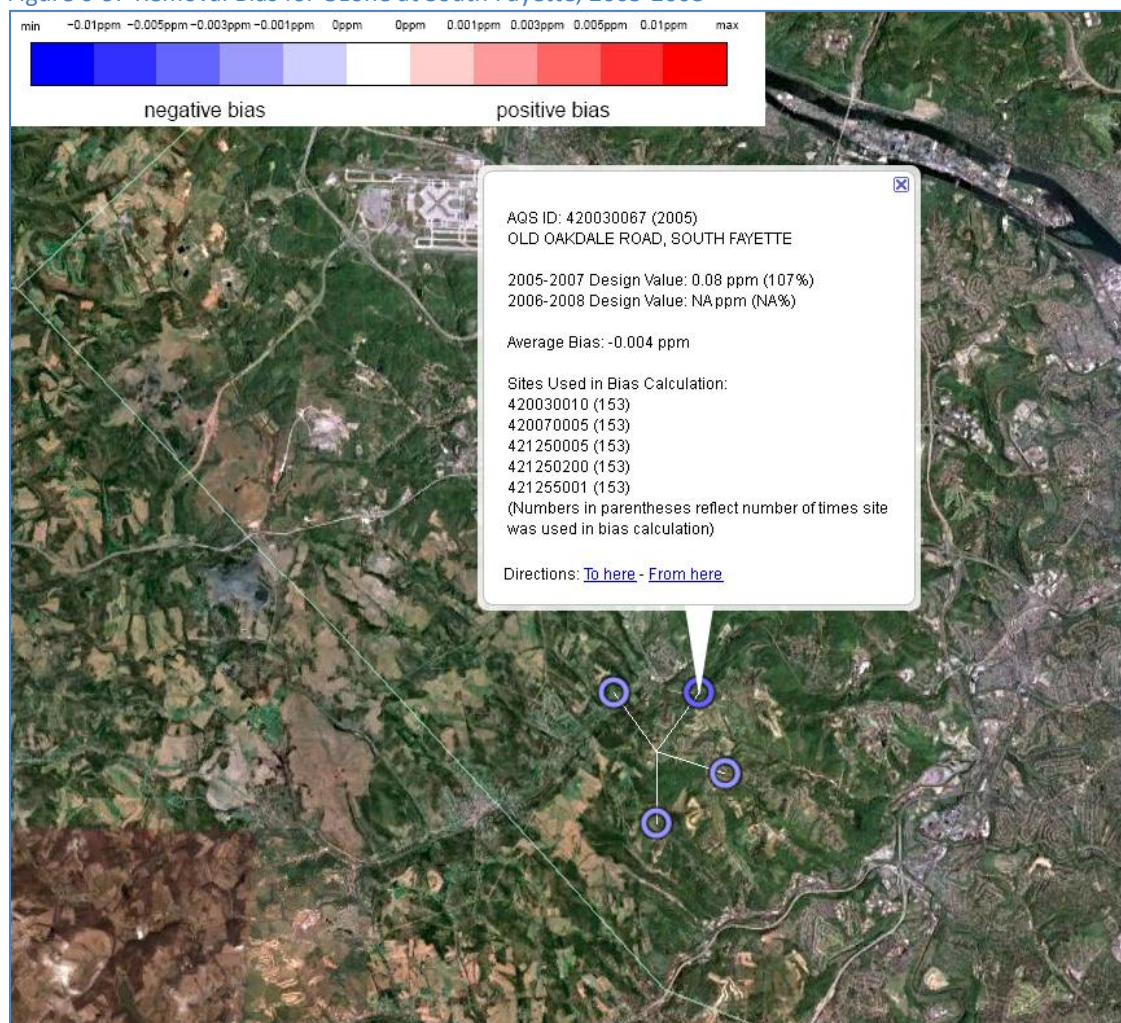 min −0.01ppm −0.005ppm −0.003ppm −0.001ppm 0ppm 0ppm 0.001ppm 0.003ppm 0.005ppm 0.01ppm max
negative bias positive bias
AQS ID: 420030067 (2005)
OLD OAKDALE ROAD, SOUTH FAYETTE
2005-2007 Design Value: 0.08 ppm (107%)
2006-2008 Design Value: NA ppm (NA%)
Average Bias: -0.004 ppm
Sites Used in Bias Calculation:
420030010 (153)
420070005 (153)
421250005 (153)
421250200 (153)
421255001 (153)
(Numbers in parentheses reflect number of times site
was used in bias calculation)
Directions: To here - From here